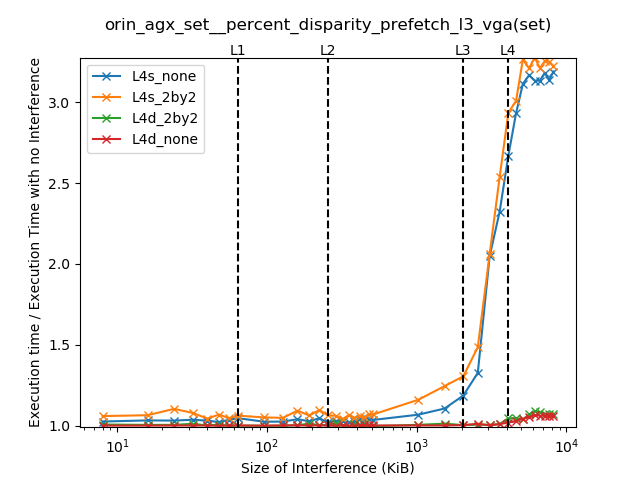 orin_agx_set__percent_disparity_prefetch_l3_vga(set)
L1 L2 L3 L4
L4s_none
L4s_2by2
L4d_2by2
L4d_none
Execution time / Execution Time with no Interference
3.0
2.5
2.0
1.5
1.0
10¹ 10² 10³ 10⁴
Size of Interference (KiB)